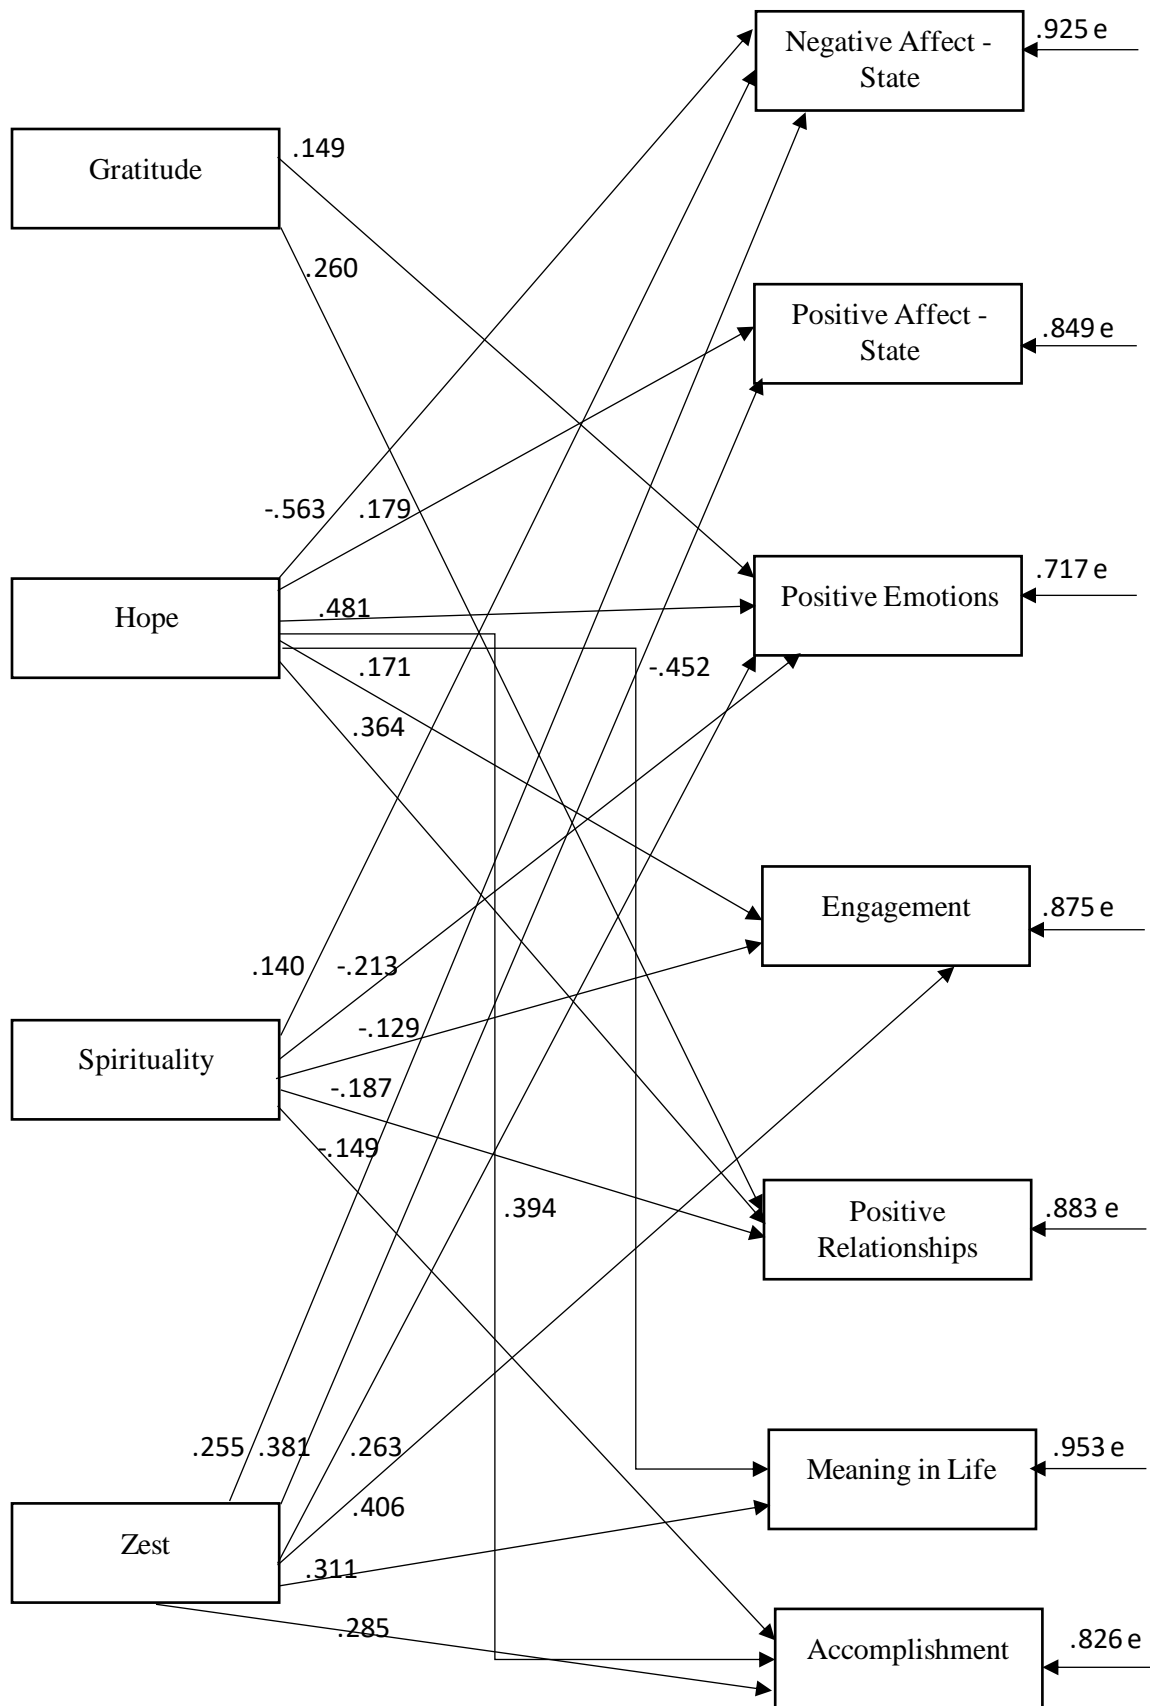 Negative Affect -
State
.925 e
Gratitude
.149
.260
Positive Affect -
State
.849 e
-.563
.179
Hope
.481
.171
.364
-.452
Positive Emotions
.717 e
Engagement
.875 e
.140
-.213
-.129
-.187
-.149
Spirituality
.394
Positive
Relationships
.883 e
.255
.381
.263
.406
.311
.285
Zest
Meaning in Life
.953 e
Accomplishment
.826 e